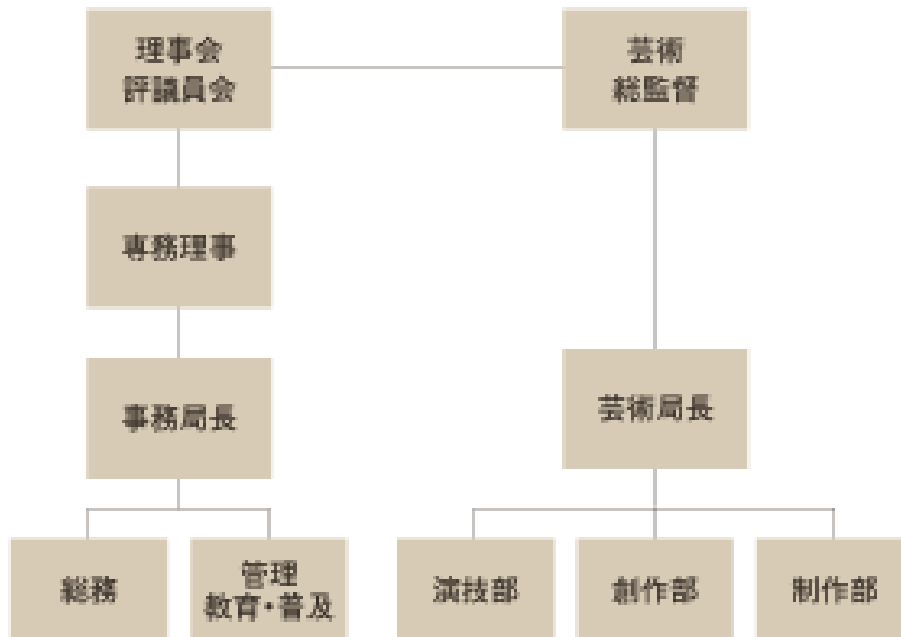 理事会
評議員会
芸術
総監督
専務理事
事務局長
芸術局長
総務
管理
教育・普及
演技部
創作部
制作部